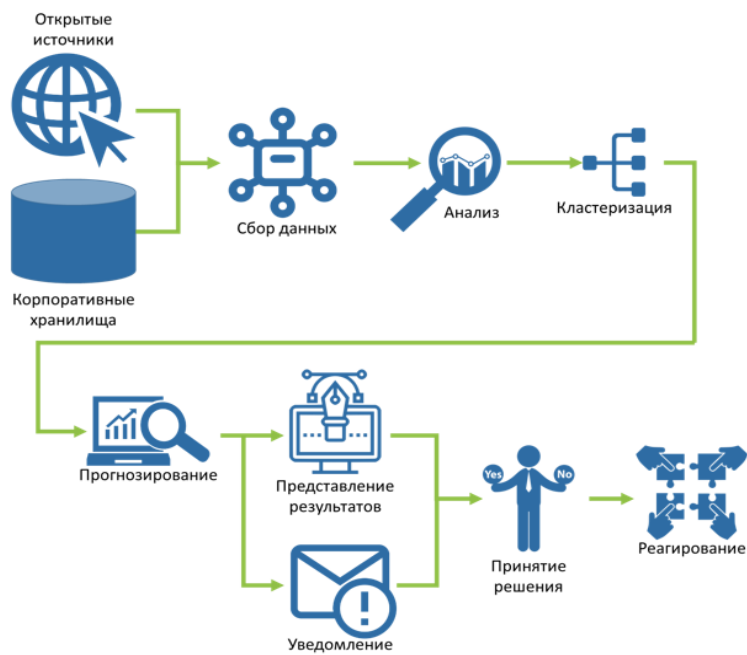 Открытые
источники
Сбор данных
Анализ
Кластеризация
Корпоративные
хранилища
Прогнозирование
Представление
результатов
Yes
No
Принятие
решения
Реагирование
Уведомление